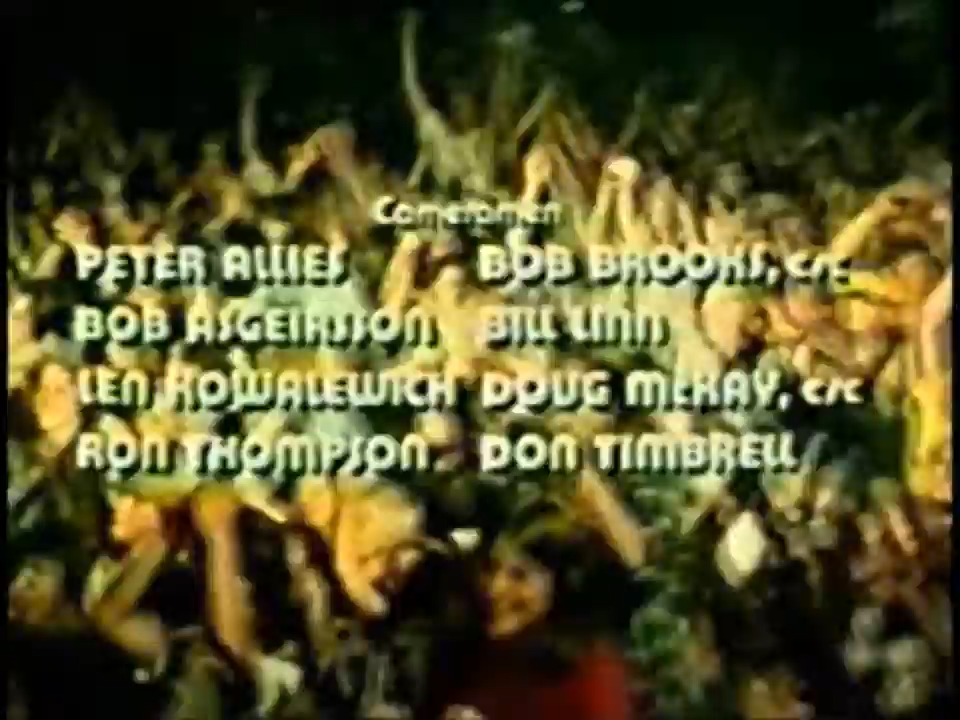 Cameramen
PETER ALLIES BOB BROOKS, c/c
BOB ASGEIRSSON BILL LINN
LEN KOWALEWICH DOUG McKAY, c/c
RON THOMPSON DON TIMBRELL